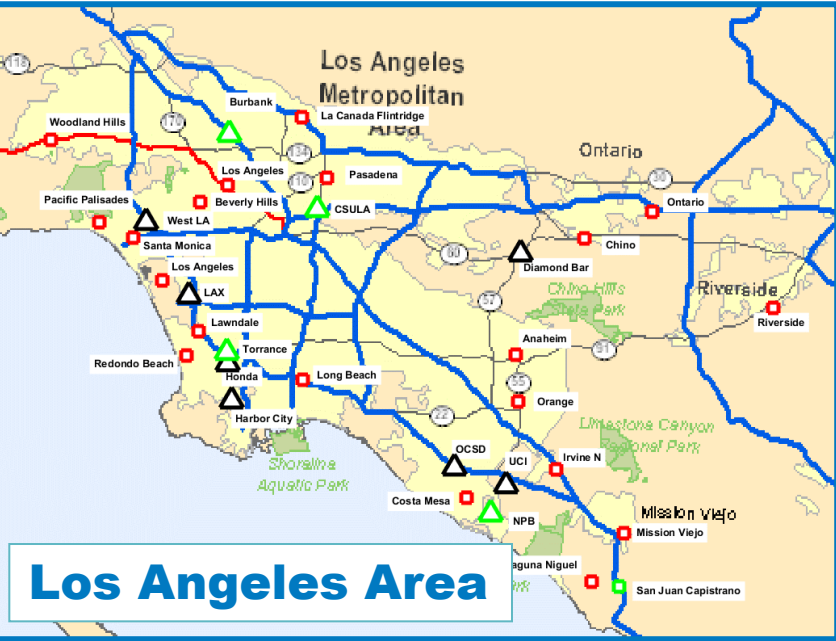 Los Angeles
Metropolitan
Area
118
Burbank
La Canada Flintridge
Woodland Hills
170
134
Ontario
Los Angeles
110
Pasadena
Pacific Palisades
Beverly Hills
Ontario
West LA
CSULA
Santa Monica
Chino
60
Los Angeles
Diamond Bar
LAX
57
Chino Hills
State Park
Riverside
Lawndale
Riverside
Redondo Beach
Torrance
Anaheim
91
Honda
Long Beach
55
Orange
Harbor City
22
Limestone Canyon
Regional Park
OCSD
UCI
Irvine N
Shoralina
Aquatic Park
Costa Mesa
NPB
Mission Viejo
Mission Viejo
aguna Niguel
rk
San Juan Capistrano
Los Angeles Area